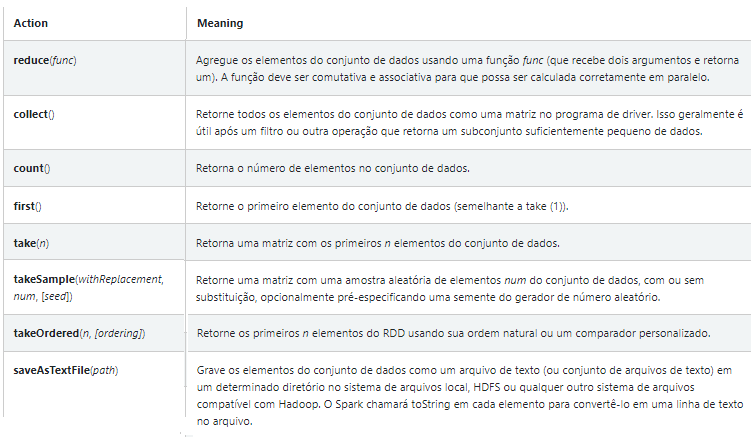 Action Meaning
reduce(func) Agregue os elementos do conjunto de dados usando uma função func (que recebe dois argumentos e retorna
um). A função deve ser comutativa e associativa para que possa ser calculada corretamente em paralelo.
collect() Retorne todos os elementos do conjunto de dados como uma matriz no programa de driver. Isso geralmente é
útil após um filtro ou outra operação que retorna um subconjunto suficientemente pequeno de dados.
count() Retorna o número de elementos no conjunto de dados.
first() Retorne o primeiro elemento do conjunto de dados (semelhante a take (1)).
take(n) Retorna uma matriz com os primeiros n elementos do conjunto de dados.
takeSample(withReplacement,
num, [seed])
Retorne uma matriz com uma amostra aleatória de elementos num do conjunto de dados, com ou sem
substituição, opcionalmente pré-especificando uma semente do gerador de número aleatório.
takeOrdered(n, [ordering]) Retorne os primeiros n elementos do RDD usando sua ordem natural ou um comparador personalizado.
saveAsTextFile(path) Grave os elementos do conjunto de dados como um arquivo de texto (ou conjunto de arquivos de texto) em
um determinado diretório no sistema de arquivos local, HDFS ou qualquer outro sistema de arquivos
compatível com Hadoop. O Spark chamará toString em cada elemento para convertê-lo em uma linha de texto
no arquivo.